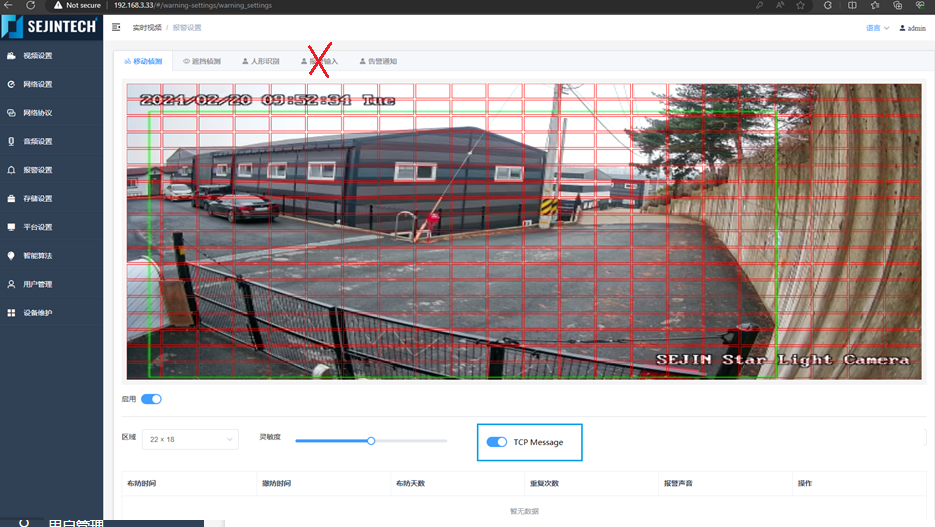 Not secure 192.168.3.33/#/warning-settings/warning_settings
SEJINTECH
实时视频 / 报警设置
语言 admin
视频设置
网络设置
网络协议
音频设置
报警设置
存储设置
平台设置
智能算法
用户管理
设备维护
移动侦测 遮挡侦测 人形识别 输入 告警通知
2024/02/20 09:52:34 Tue
SEJIN Star Light Camera
启用
区域 22 × 18 灵敏度 TCP Message
布防时间 撤防时间 布防天数 重复次数 报警声音 操作
暂无数据
用户管理